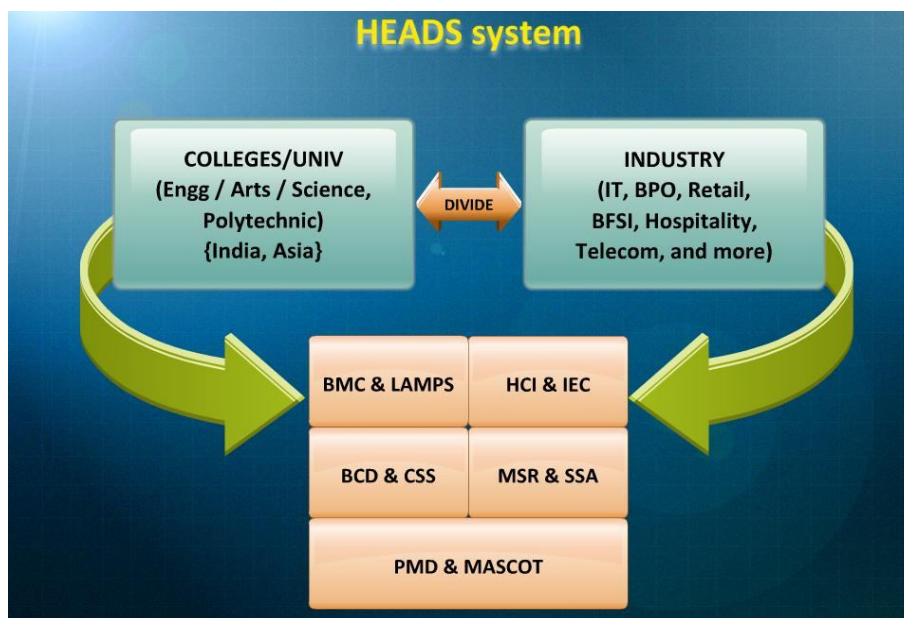 HEADS system
COLLEGES/UNIV
(Engg / Arts / Science,
Polytechnic)
{India, Asia}
DIVIDE
INDUSTRY
(IT, BPO, Retail,
BFSI, Hospitality,
Telecom, and more)
BMC & LAMPS
HCI & IEC
BCD & CSS
MSR & SSA
PMD & MASCOT